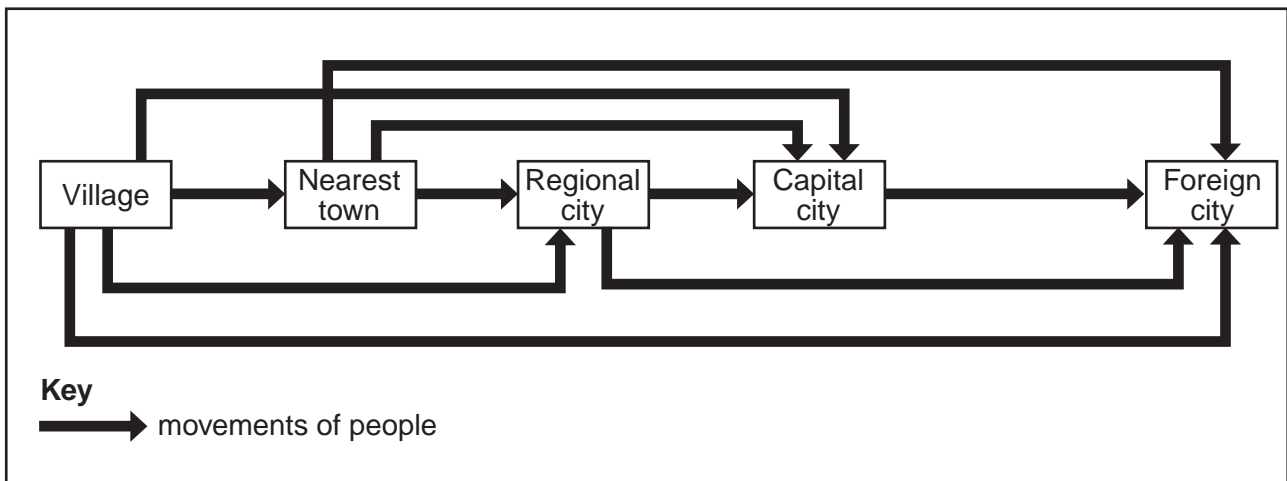 Village
Nearest
town
Regional
city
Capital
city
Foreign
city
Key
movements of people